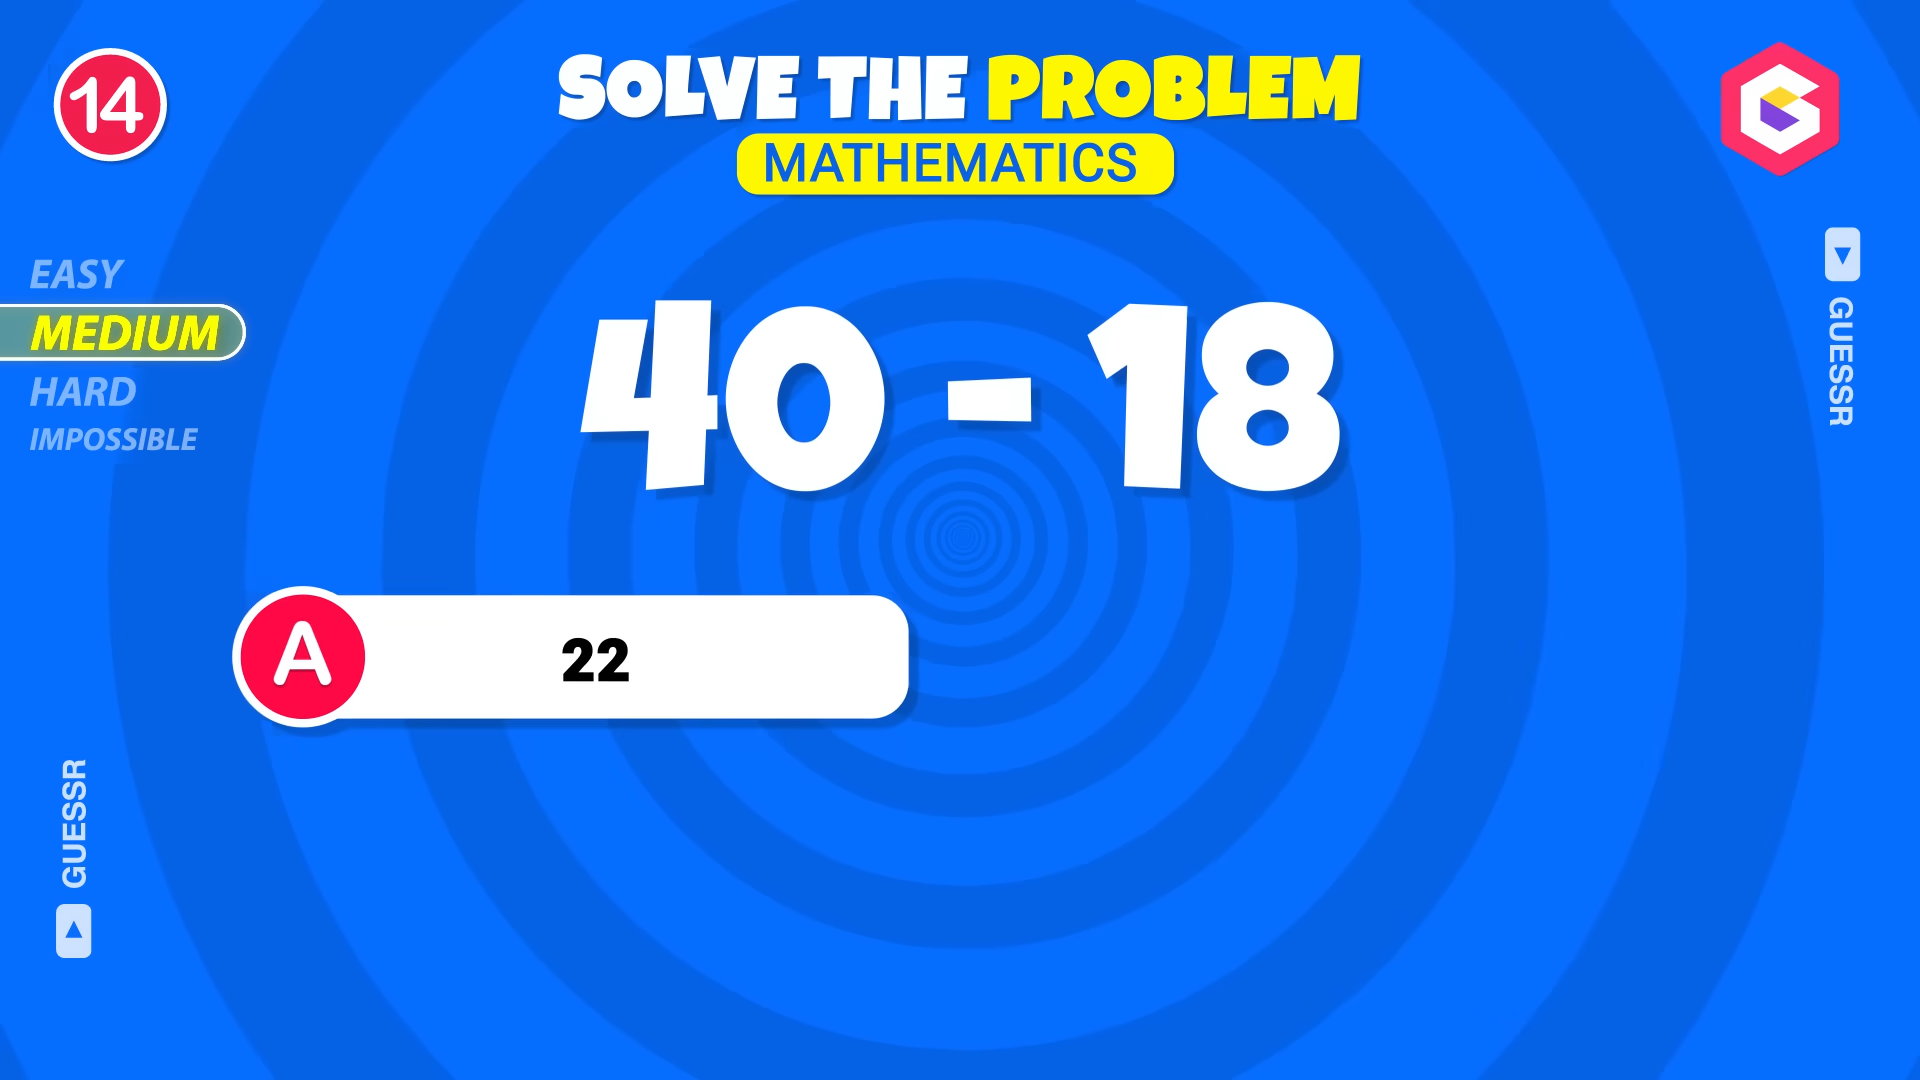 14
SOLVE THE PROBLEM
MATHEMATICS
EASY
MEDIUM
HARD
IMPOSSIBLE
40 - 18
GUESSR
A 22
GUESSR